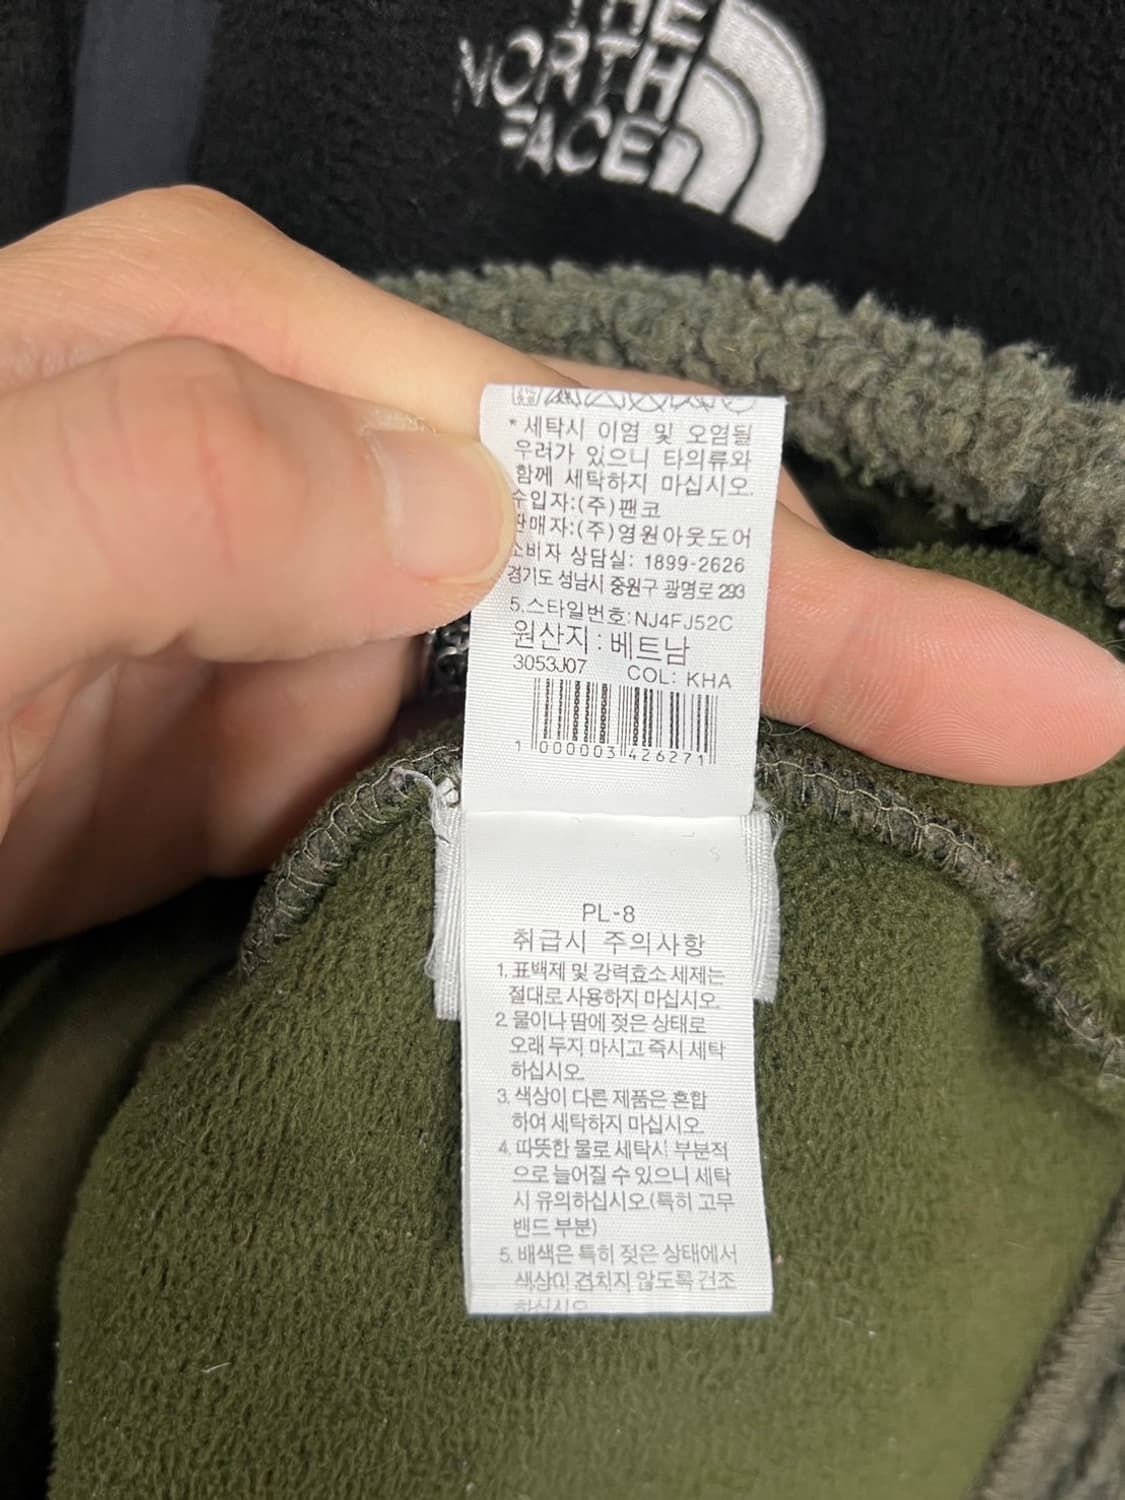 THE
NORTH
FACE
* 세탁시 이염 및 오염될
우려가 있으니 타의류와
함께 세탁하지 마십시오.
수입자:(주)팬코
판매자:(주)영원아웃도어
소비자 상담실: 1899-2626
경기도 성남시 중원구 광명로 293
5.스타일번호:NJ4FJ52C
원산지 : 베트남
3053J07 COL: KHA
1 000003 426271
PL-8
취급시 주의사항
1. 표백제 및 강력효소 세제는
절대로 사용하지 마십시오.
2. 물이나 땀에 젖은 상태로
오래 두지 마시고 즉시 세탁
하십시오.
3. 색상이 다른 제품은 혼합
하여 세탁하지 마십시오.
4. 따뜻한 물로 세탁시 부분적
으로 늘어질 수 있으니 세탁
시 유의하십시오.(특히 고무
밴드 부분)
5. 배색은 특히 젖은 상태에서
색상이 겹치지 않도록 건조
하십시오